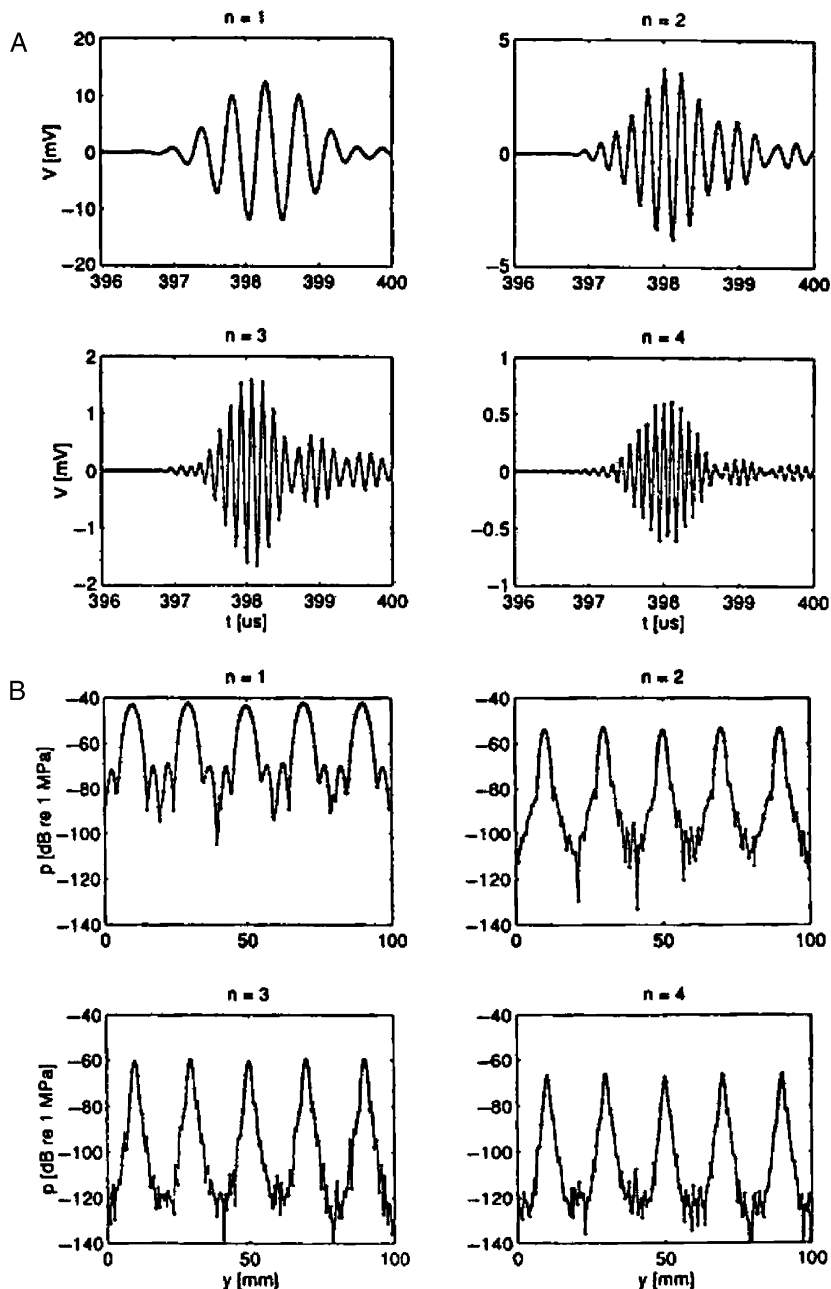 A
n = 1
n = 2
V [mV]
20
10
0
−10
−20
396 397 398 399 400
5
0
−5
396 397 398 399 400
n = 3
n = 4
V [mV]
2
1
0
−1
−2
396 397 398 399 400
t [us]
1
0.5
0
−0.5
−1
396 397 398 399 400
t [us]
B
n = 1
n = 2
p [dB re 1 MPa]
−40
−60
−80
−100
−120
−140
0 50 100
−40
−60
−80
−100
−120
−140
0 50 100
n = 3
n = 4
p [dB re 1 MPa]
−40
−60
−80
−100
−120
−140
0 50 100
y [mm]
−40
−60
−80
−100
−120
−140
0 50 100
y [mm]